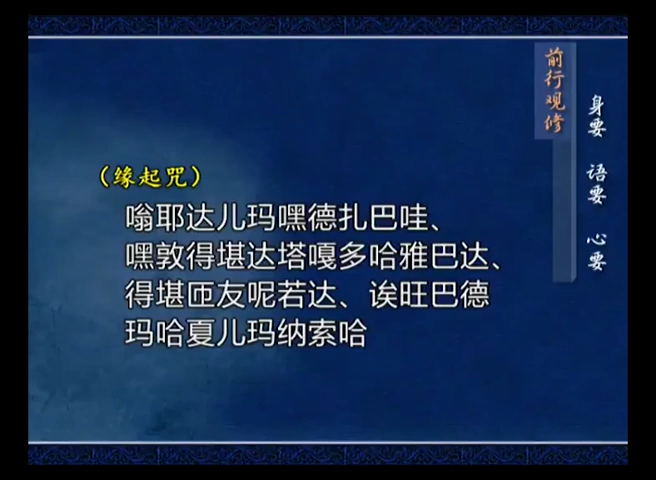 前行观修
身要 语要 心要
（缘起咒）
嗡耶达儿玛嘿德扎巴哇、
嘿敦得堪达塔嘎多哈雅巴达、
得堪匝友呢若达、诶旺巴德
玛哈夏儿玛纳索哈